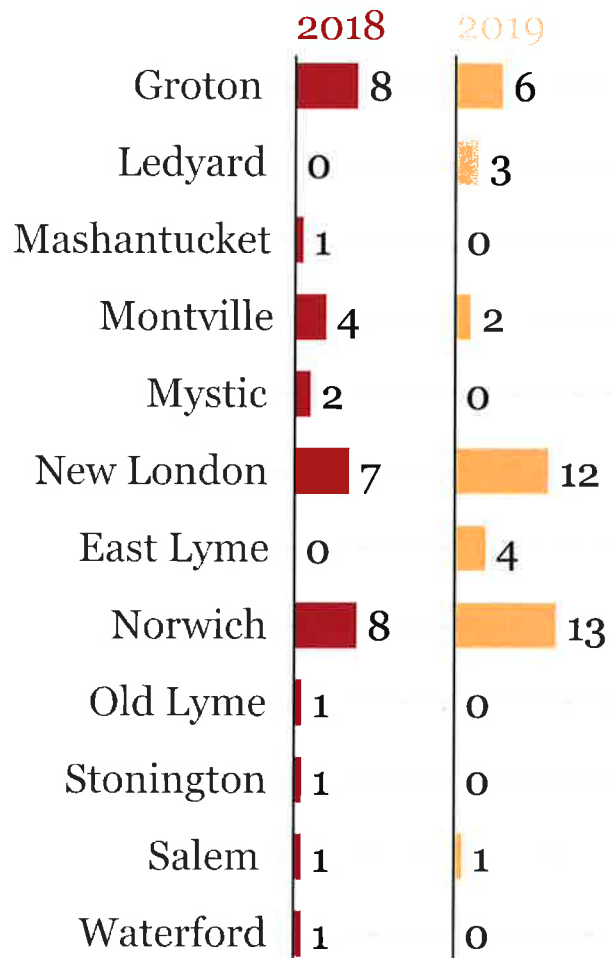 2018 2019
Groton 8 6
Ledyard 0 3
Mashantucket 1 0
Montville 4 2
Mystic 2 0
New London 7 12
East Lyme 0 4
Norwich 8 13
Old Lyme 1 0
Stonington 1 0
Salem 1 1
Waterford 1 0